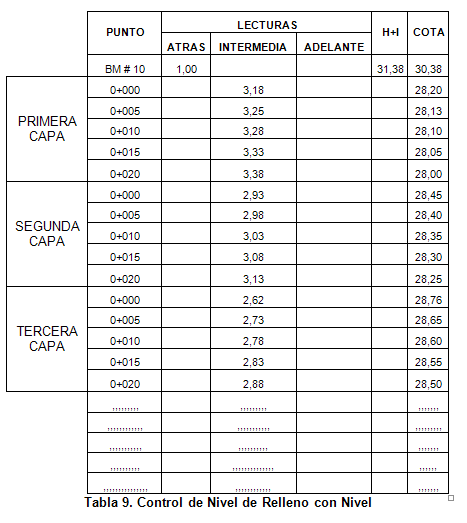 PUNTO LECTURAS H+I COTA
ATRAS INTERMEDIA ADELANTE
BM # 10 1,00 31,38 30,38
PRIMERA CAPA
0+000 3,18 28,20
0+005 3,25 28,13
0+010 3,28 28,10
0+015 3,33 28,05
0+020 3,38 28,00
SEGUNDA CAPA
0+000 2,93 28,45
0+005 2,98 28,40
0+010 3,03 28,35
0+015 3,08 28,30
0+020 3,13 28,25
TERCERA CAPA
0+000 2,62 28,76
0+005 2,73 28,65
0+010 2,78 28,60
0+015 2,83 28,55
0+020 2,88 28,50
,,,,,,,,, ,,,,,,,,, ,,,,,,,
,,,,,,,,,,,, ,,,,,,,,,,, ,,,,,,,
,,,,,,,,,,, ,,,,,,,,,,, ,,,,,,,
,,,,,,,,,, ,,,,,,,,,,,,,, ,,,,,,
,,,,,,,,,,,,,,, ,,,,,,,,,,,, ,,,,,,,
Tabla 9. Control de Nivel de Relleno con Nivel